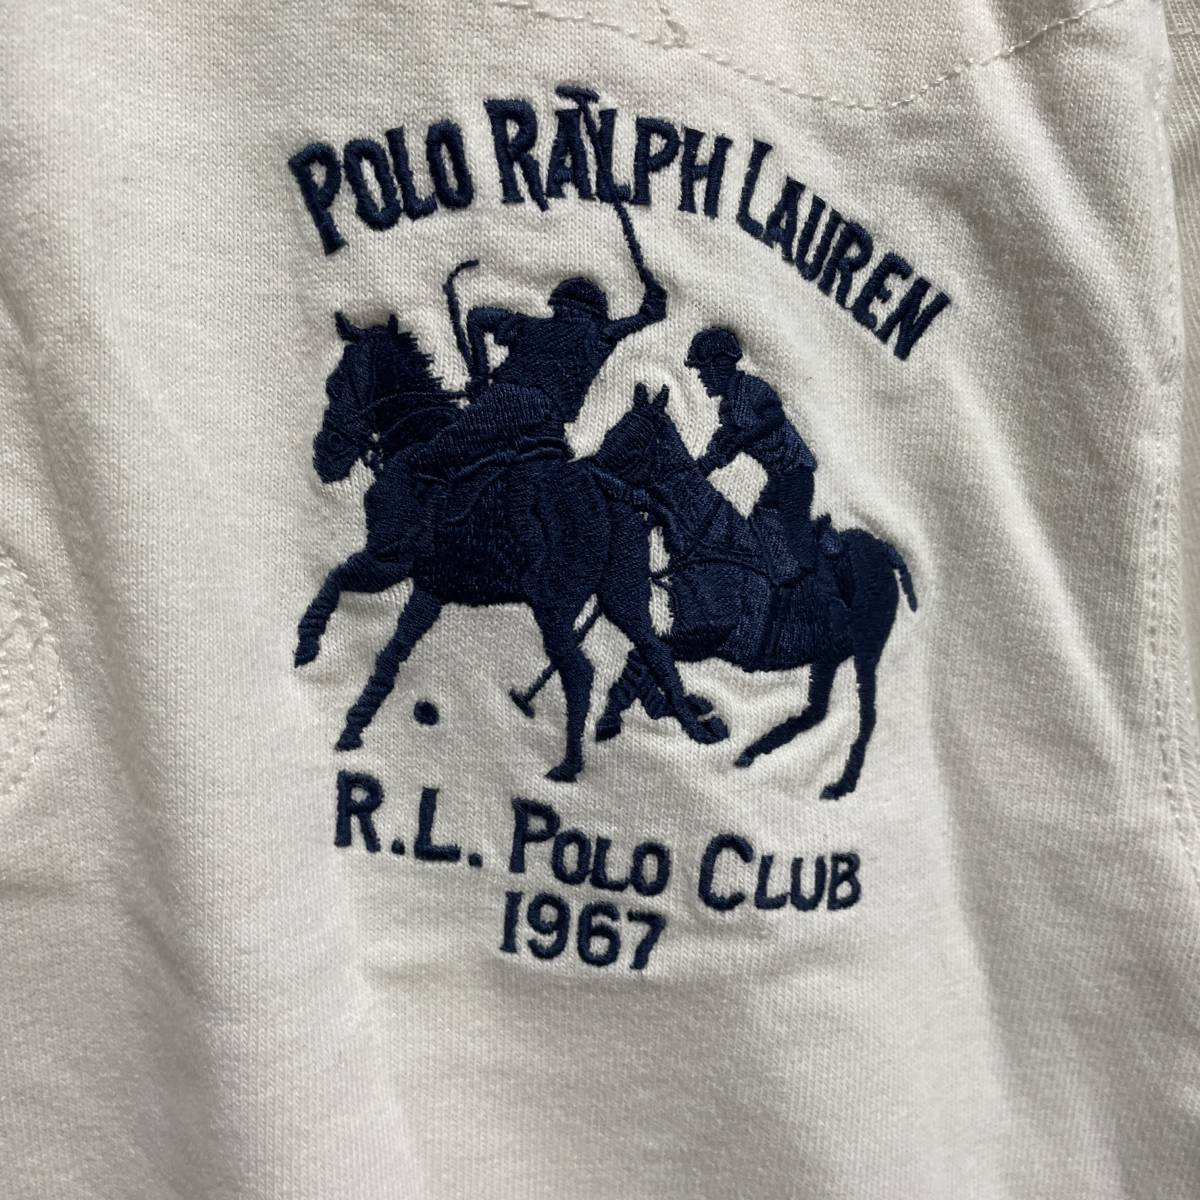 POLO RALPH LAUREN
R.L. POLO CLUB
1967